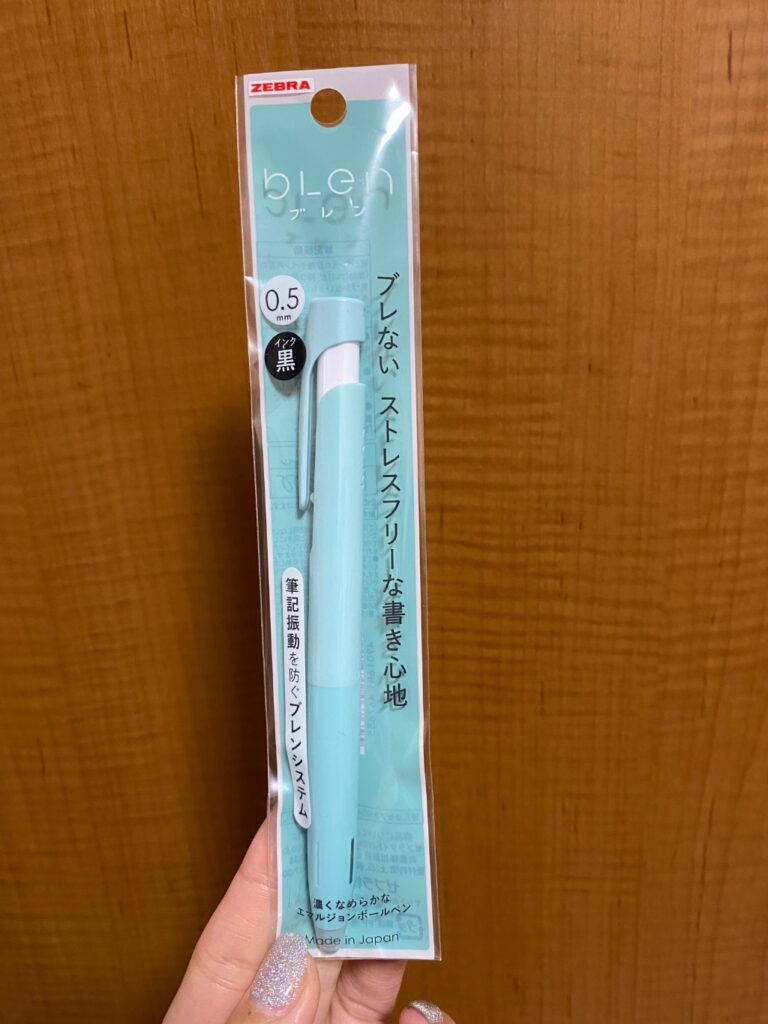 ZEBRA
bLen
ブレン
0.5
mm
インク
黒
ブレない ストレスフリーな書き心地
筆記振動を防ぐブレンシステム
濃くなめらかな
エマルジョンボールペン
Made in Japan